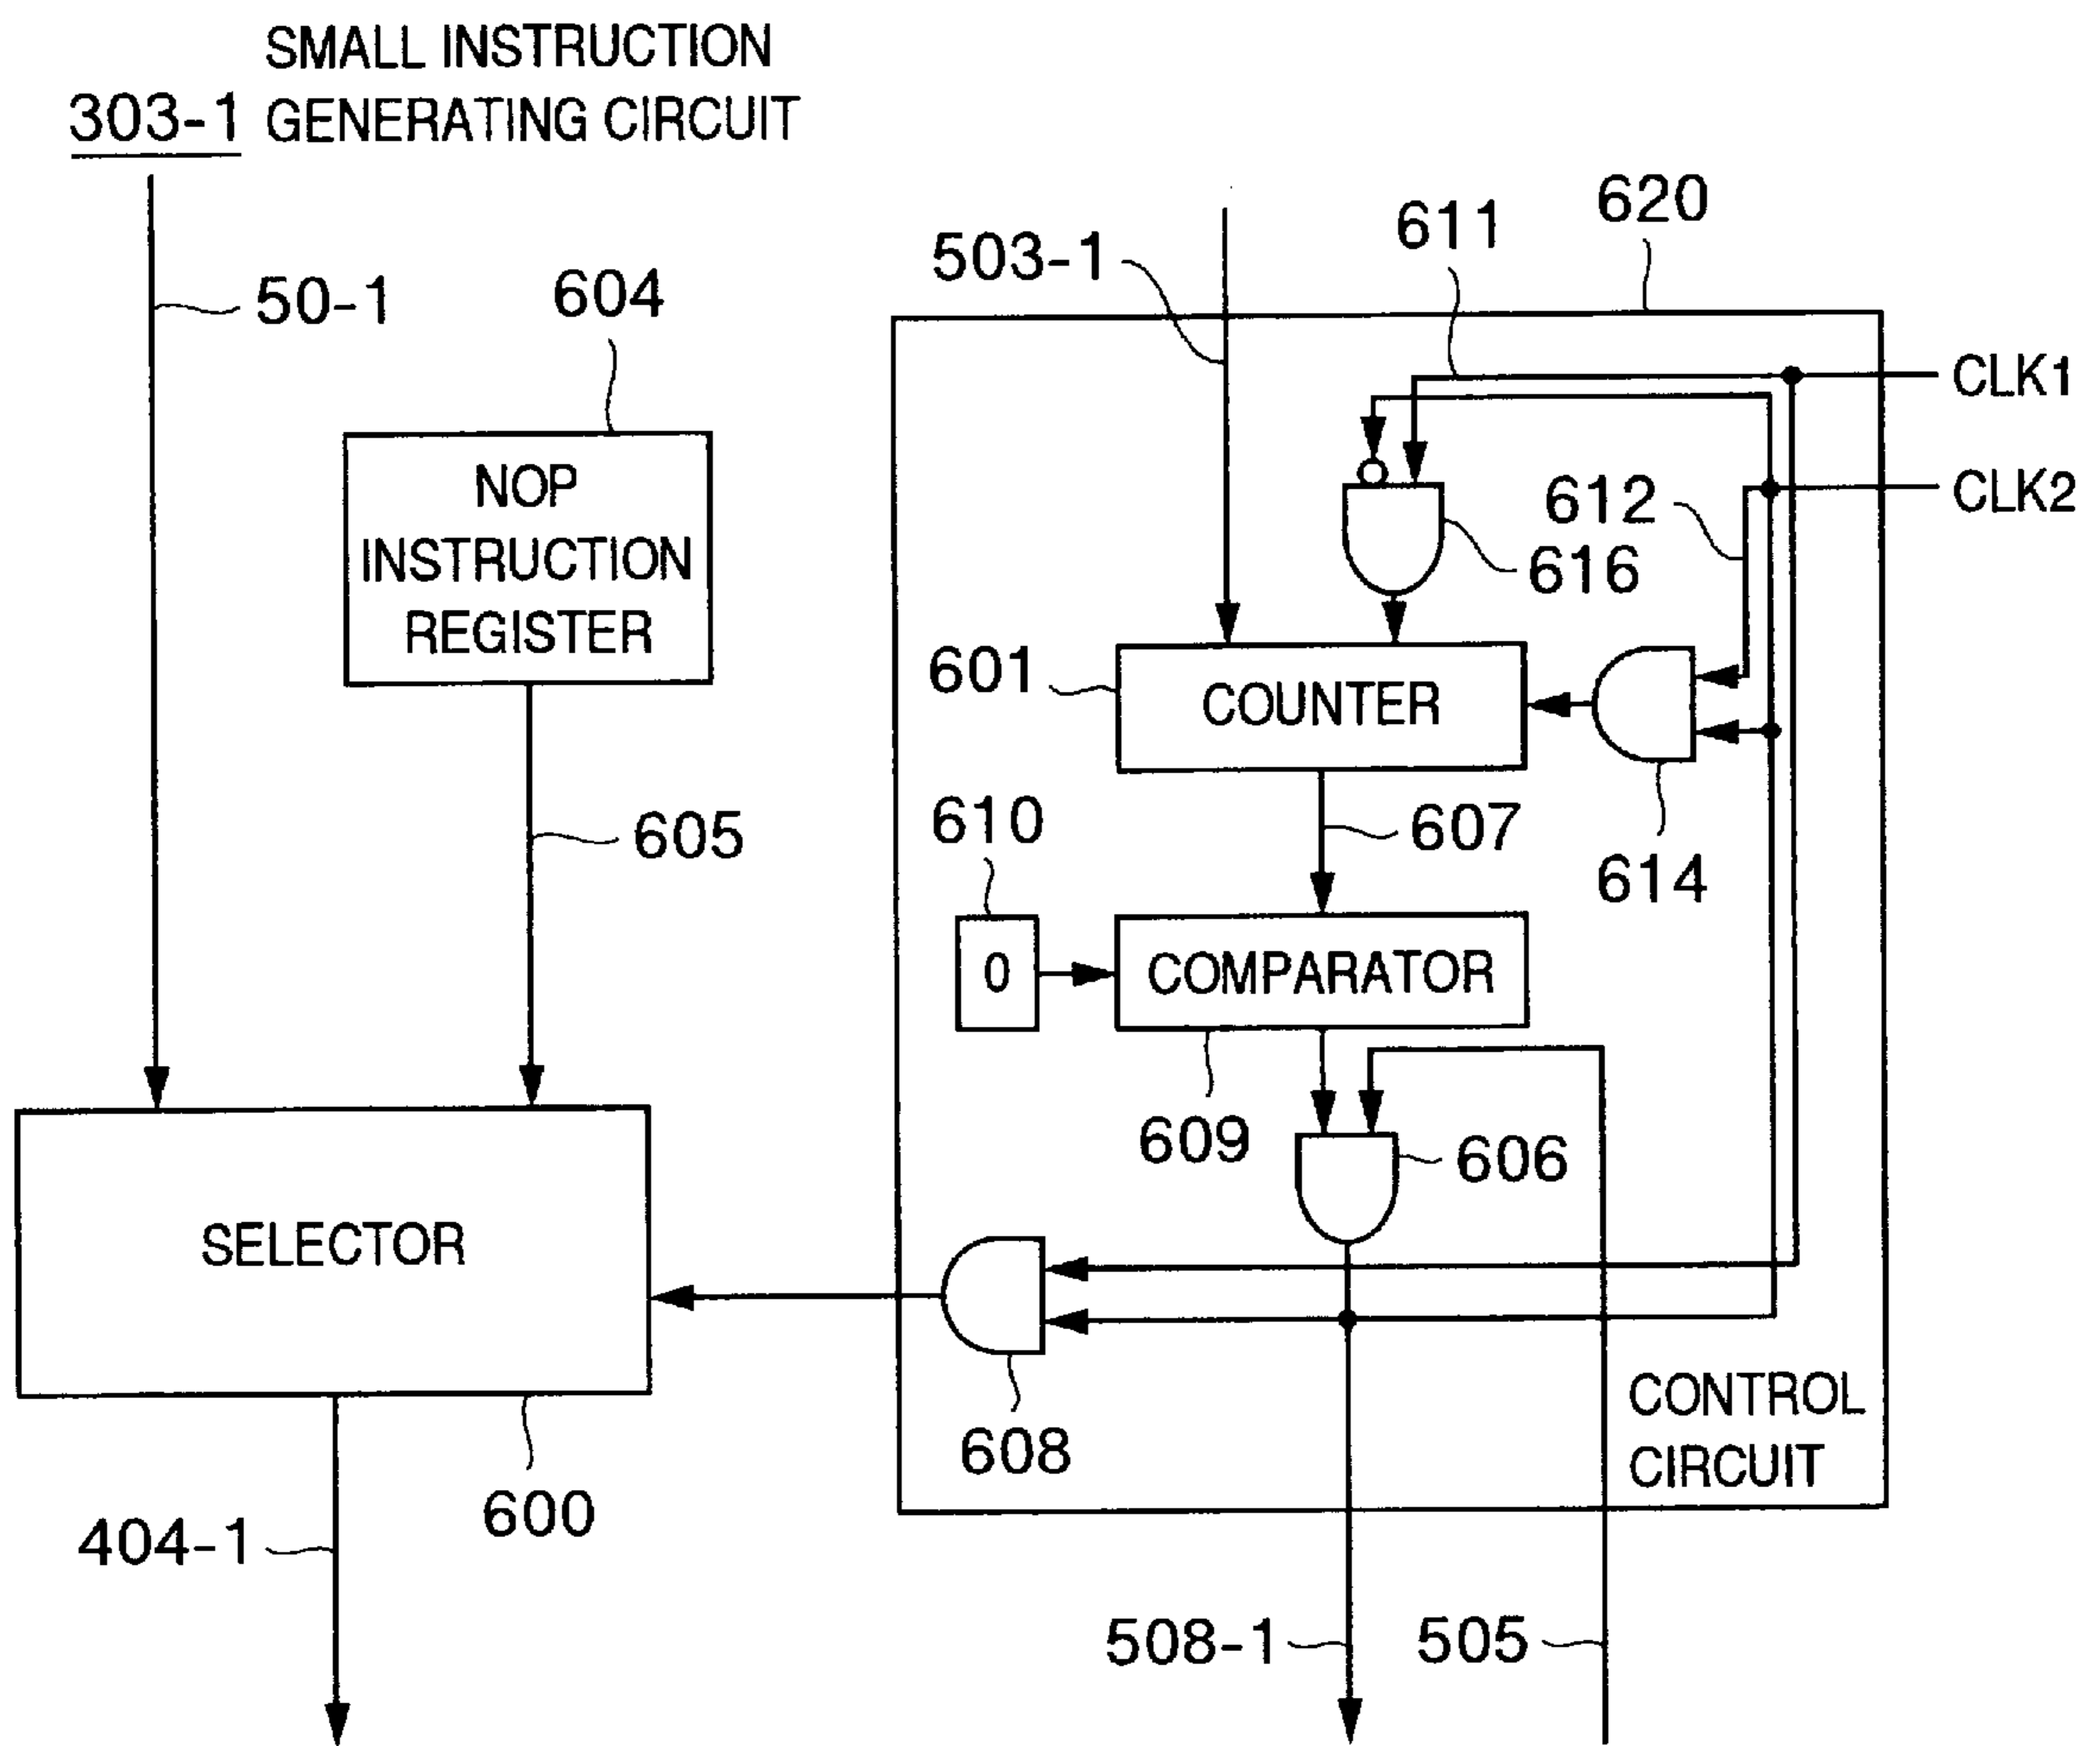 SMALL INSTRUCTION
303-1 GENERATING CIRCUIT
620
611
503-1
50-1
604
CLK1
NOP
INSTRUCTION
REGISTER
612
CLK2
616
601
COUNTER
605
610
607
614
0
COMPARATOR
609
606
SELECTOR
608
CONTROL
CIRCUIT
600
404-1
508-1
505